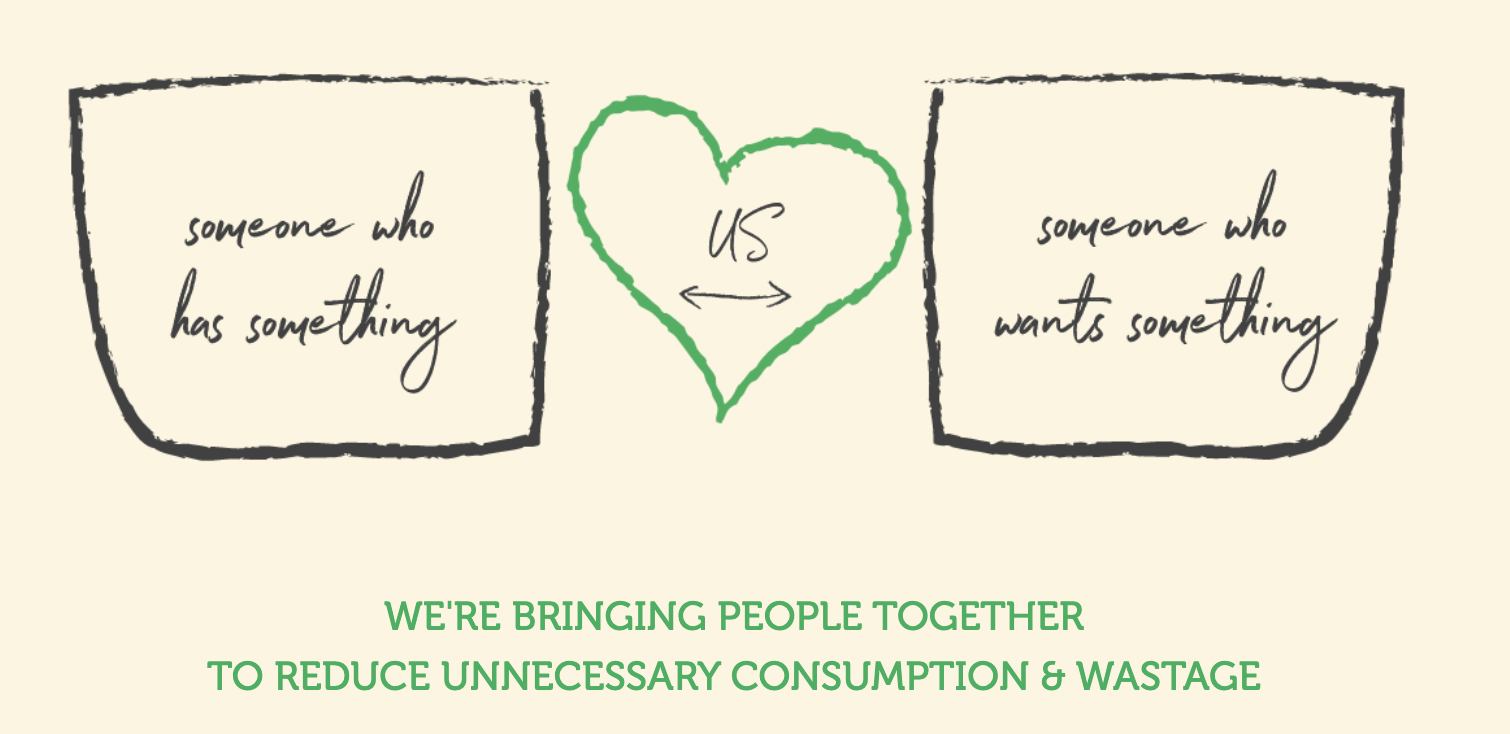 someone who
has something
US
someone who
wants something
WE'RE BRINGING PEOPLE TOGETHER
TO REDUCE UNNECESSARY CONSUMPTION & WASTAGE